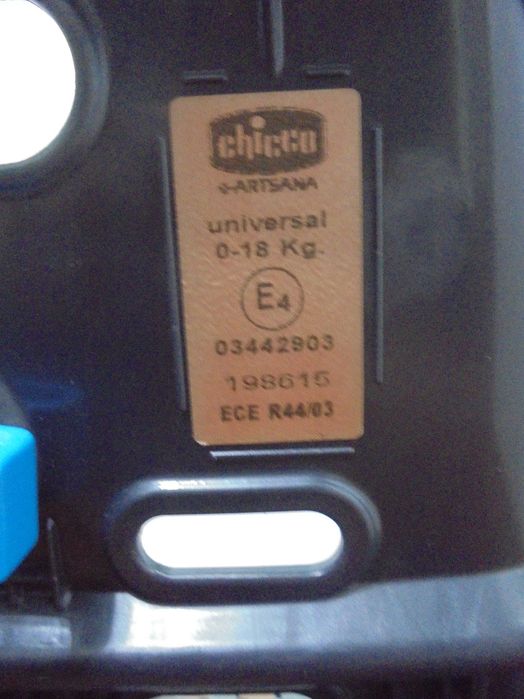 chicco
ARTSANA
universal
0-18 Kg.
E4
03442903
198615
ECE R44/03